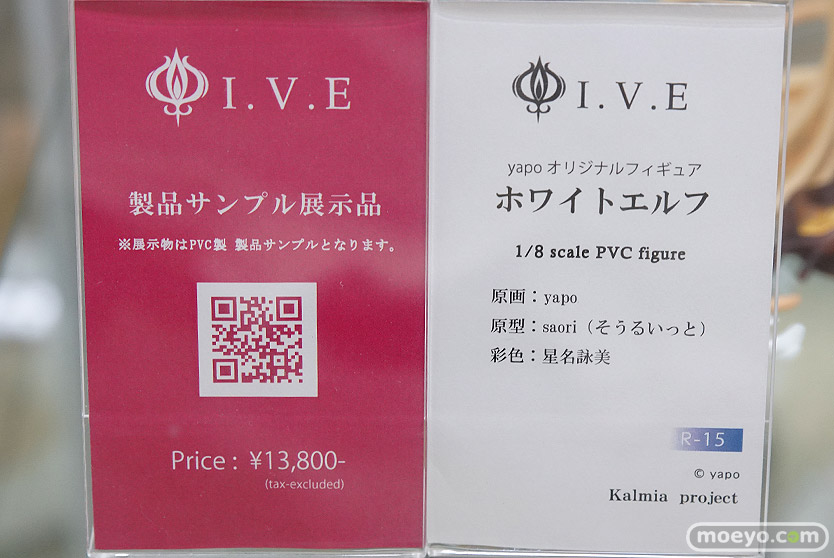 I.V.E
製品サンプル展示品
※展示物はPVC製 製品サンプルとなります。
Price : ¥13,800-
(tax-excluded)
I.V.E
yapo オリジナルフィギュア
ホワイトエルフ
1/8 scale PVC figure
原画：yapo
原型：saori（そうるいっと）
彩色：星名詠美
R-15
© yapo
Kalmia project
moeyo.com